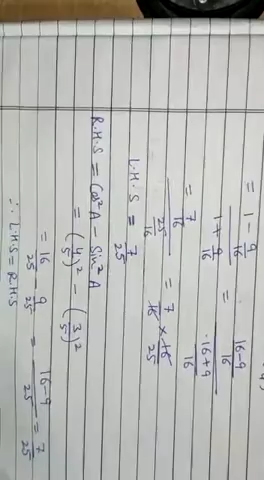 = 1 - 9/16 / 1 + 9/16 = 16-9/16 / 16+9/16
= 7/16 / 25/16 = 7/16 × 16/25
L.H.S = 7/25
R.H.S = Cos²A - Sin²A
= (4/5)² - (3/5)²
= 16/25 - 9/25 = 16-9/25 = 7/25
∴ L.H.S = R.H.S